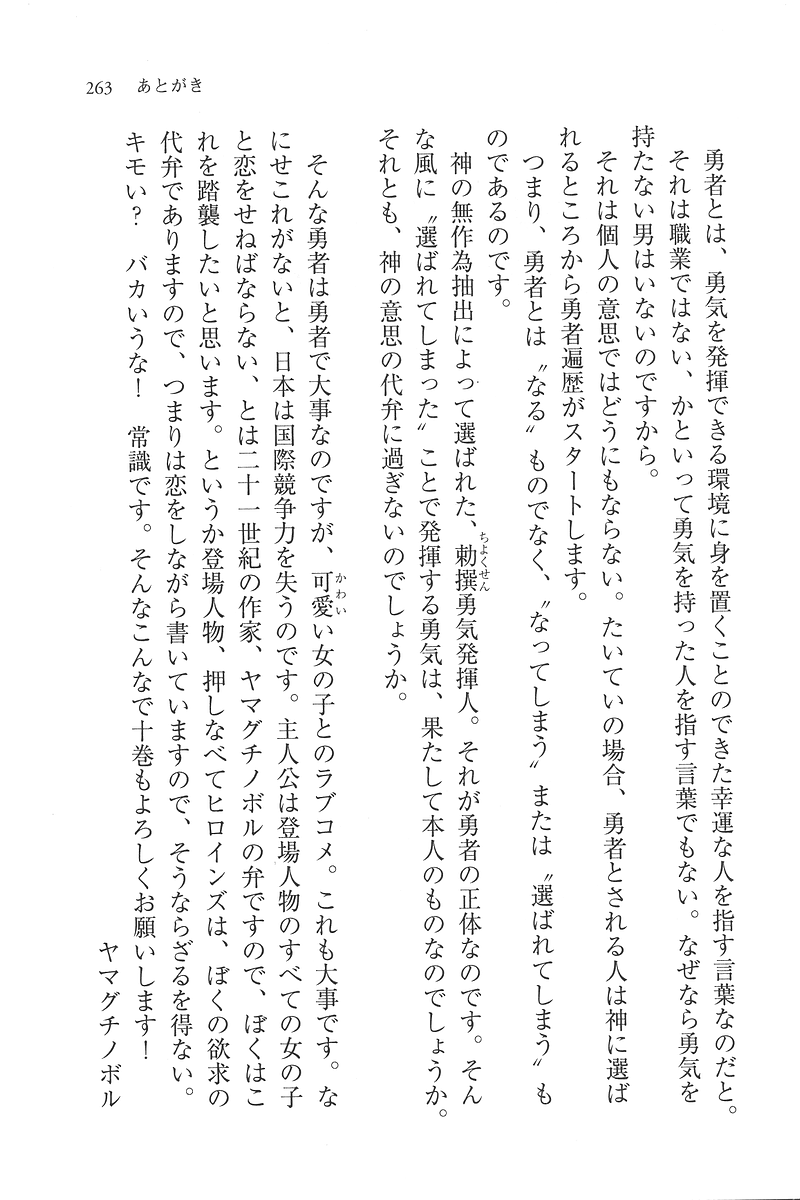 263　あとがき
　勇者とは、勇気を発揮できる環境に身を置くことのできた幸運な人を指す言葉なのだと。
　それは職業ではない、かといって勇気を持った人を指す言葉でもない。なぜなら勇気を
持たない男はいないのですから。
　それは個人の意思ではどうにもならない。たいていの場合、勇者とされる人は神に選ば
れるところから勇者遍歴がスタートします。
　つまり、勇者とは〝なる〟ものでなく、〝なってしまう〟または〝選ばれてしまう〟も
のであるのです。
　神の無作為抽出によって選ばれた、勅撰勇気発揮人。それが勇者の正体なのです。そん
な風に〝選ばれてしまった〟ことで発揮する勇気は、果たして本人のものなのでしょうか。
それとも、神の意思の代弁に過ぎないのでしょうか。
　そんな勇者は勇者で大事なのですが、可愛い女の子とのラブコメ。これも大事です。な
にせこれがないと、日本は国際競争力を失うのです。主人公は登場人物のすべての女の子
と恋をせねばならない、とは二十一世紀の作家、ヤマグチノボルの弁ですので、ぼくはこ
れを踏襲したいと思います。というか登場人物、押しなべてヒロインズは、ぼくの欲求の
代弁でありますので、つまりは恋をしながら書いていますので、そうならざるを得ない。
キモい？　バカいうな！　常識です。そんなこんなで十巻もよろしくお願いします！
ヤマグチノボル
ちよくせん
かわい